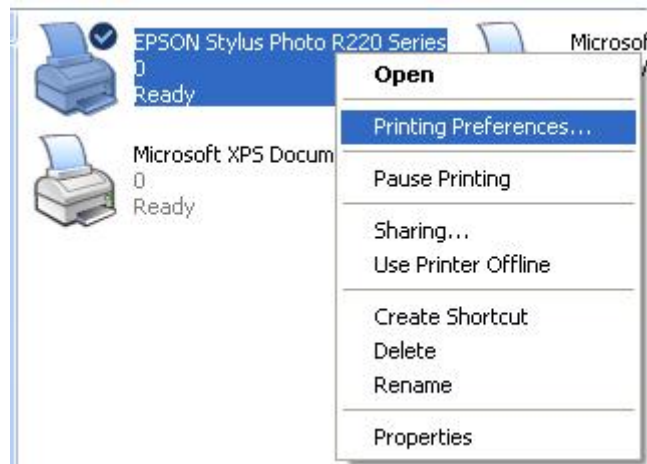 EPSON Stylus Photo R220 Series
0
Ready
Microsof
Microsoft XPS Docum
0
Ready
Open
Printing Preferences...
Pause Printing
Sharing...
Use Printer Offline
Create Shortcut
Delete
Rename
Properties